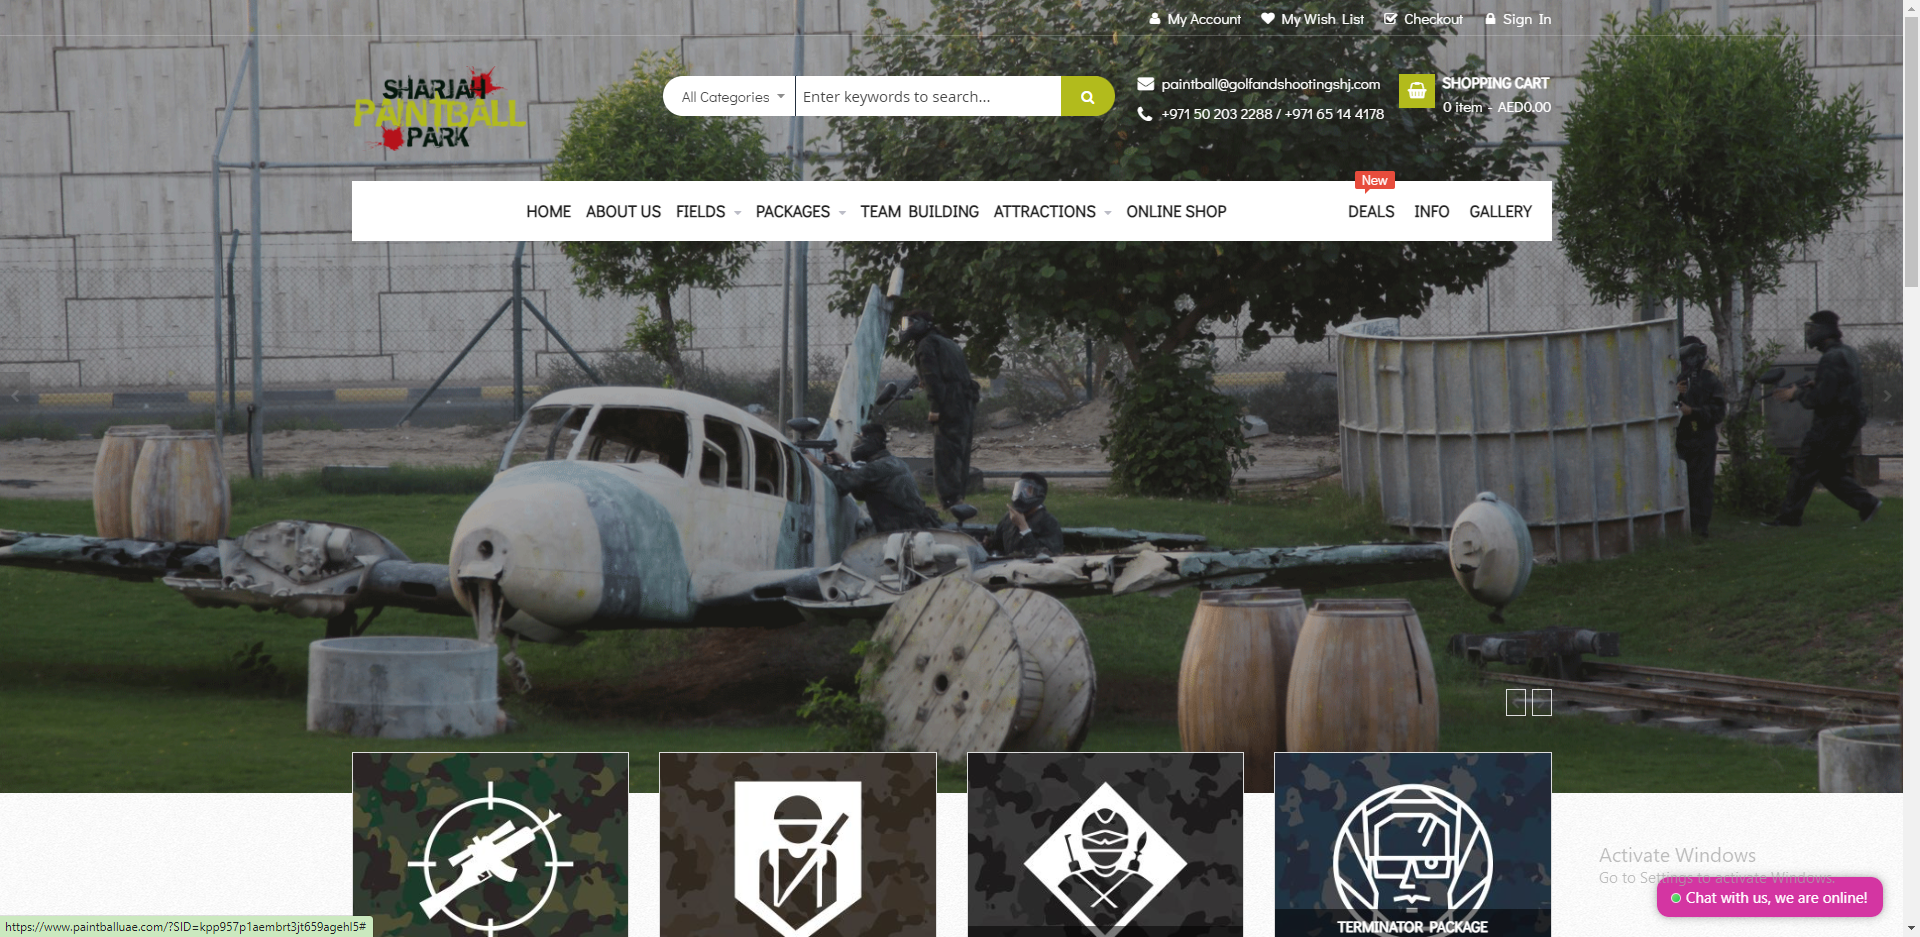 My Account
My Wish List
Checkout
Sign In
SHARJAH
PAINTBALL
PARK
All Categories
Enter keywords to search...
paintball@golfandshootingshj.com
+971 50 203 2288 / +971 65 14 4178
SHOPPING CART
0 item - AED0.00
New
HOME ABOUT US FIELDS PACKAGES TEAM BUILDING ATTRACTIONS ONLINE SHOP DEALS INFO GALLERY
TERMINATOR PACKAGE
Activate Windows
Go to Settings to activate Windows.
Chat with us, we are online!
https://www.paintballuae.com/?SID=kpp957p1aembrt3jt659agehl5#